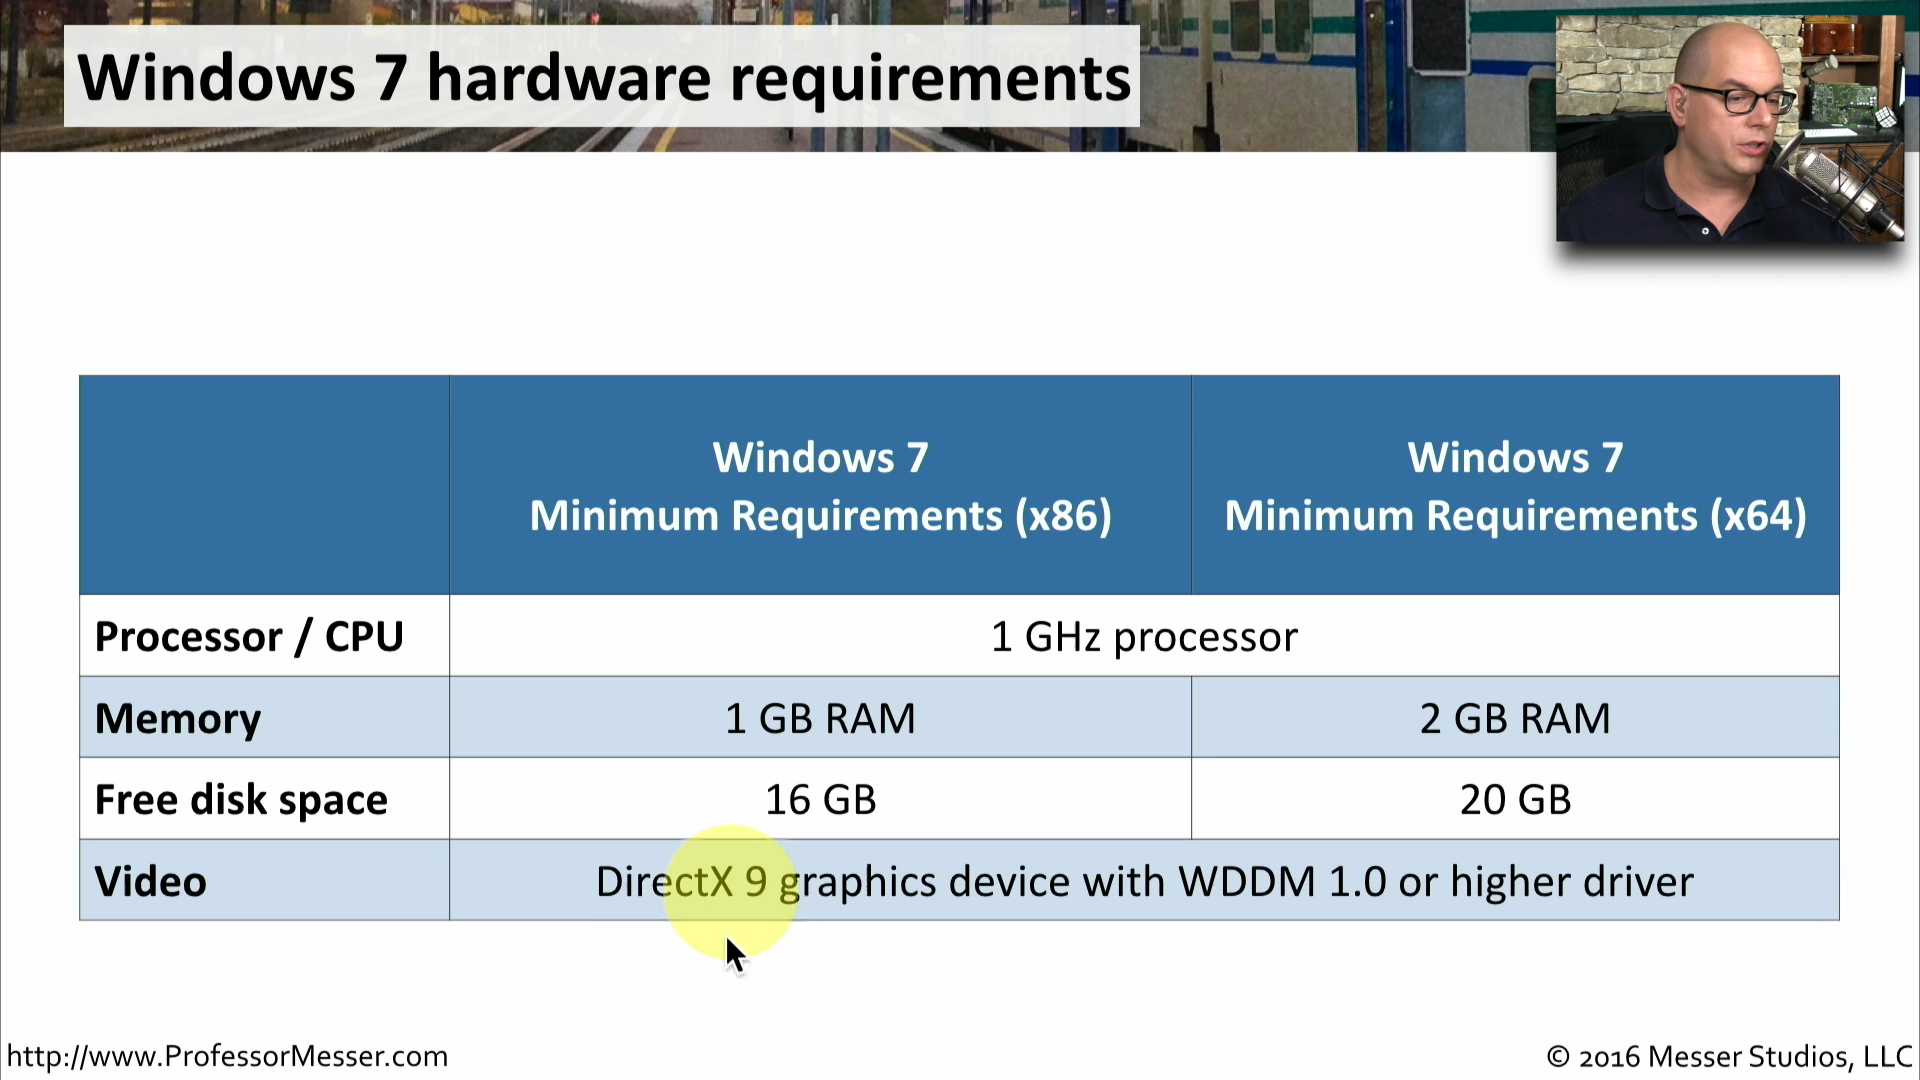 Windows 7 hardware requirements
Windows 7
Minimum Requirements (x86)
Windows 7
Minimum Requirements (x64)
Processor / CPU
1 GHz processor
Memory
1 GB RAM
2 GB RAM
Free disk space
16 GB
20 GB
Video
DirectX 9 graphics device with WDDM 1.0 or higher driver
http://www.ProfessorMesser.com
© 2016 Messer Studios, LLC